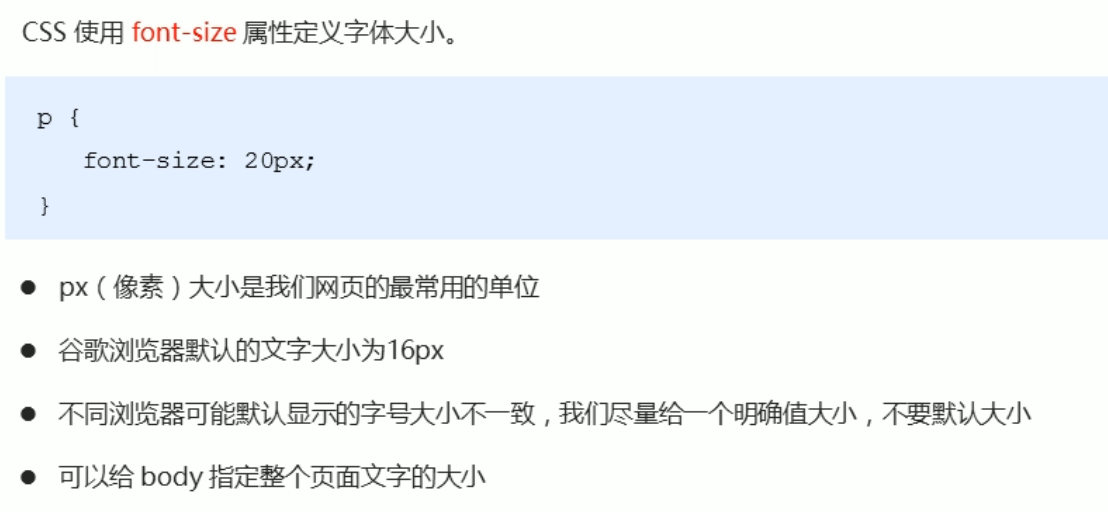 CSS 使用 font-size 属性定义字体大小。
p {
   font-size: 20px;
}
● px（像素）大小是我们网页的最常用的单位
● 谷歌浏览器默认的文字大小为16px
● 不同浏览器可能默认显示的字号大小不一致，我们尽量给一个明确值大小，不要默认大小
● 可以给 body 指定整个页面文字的大小